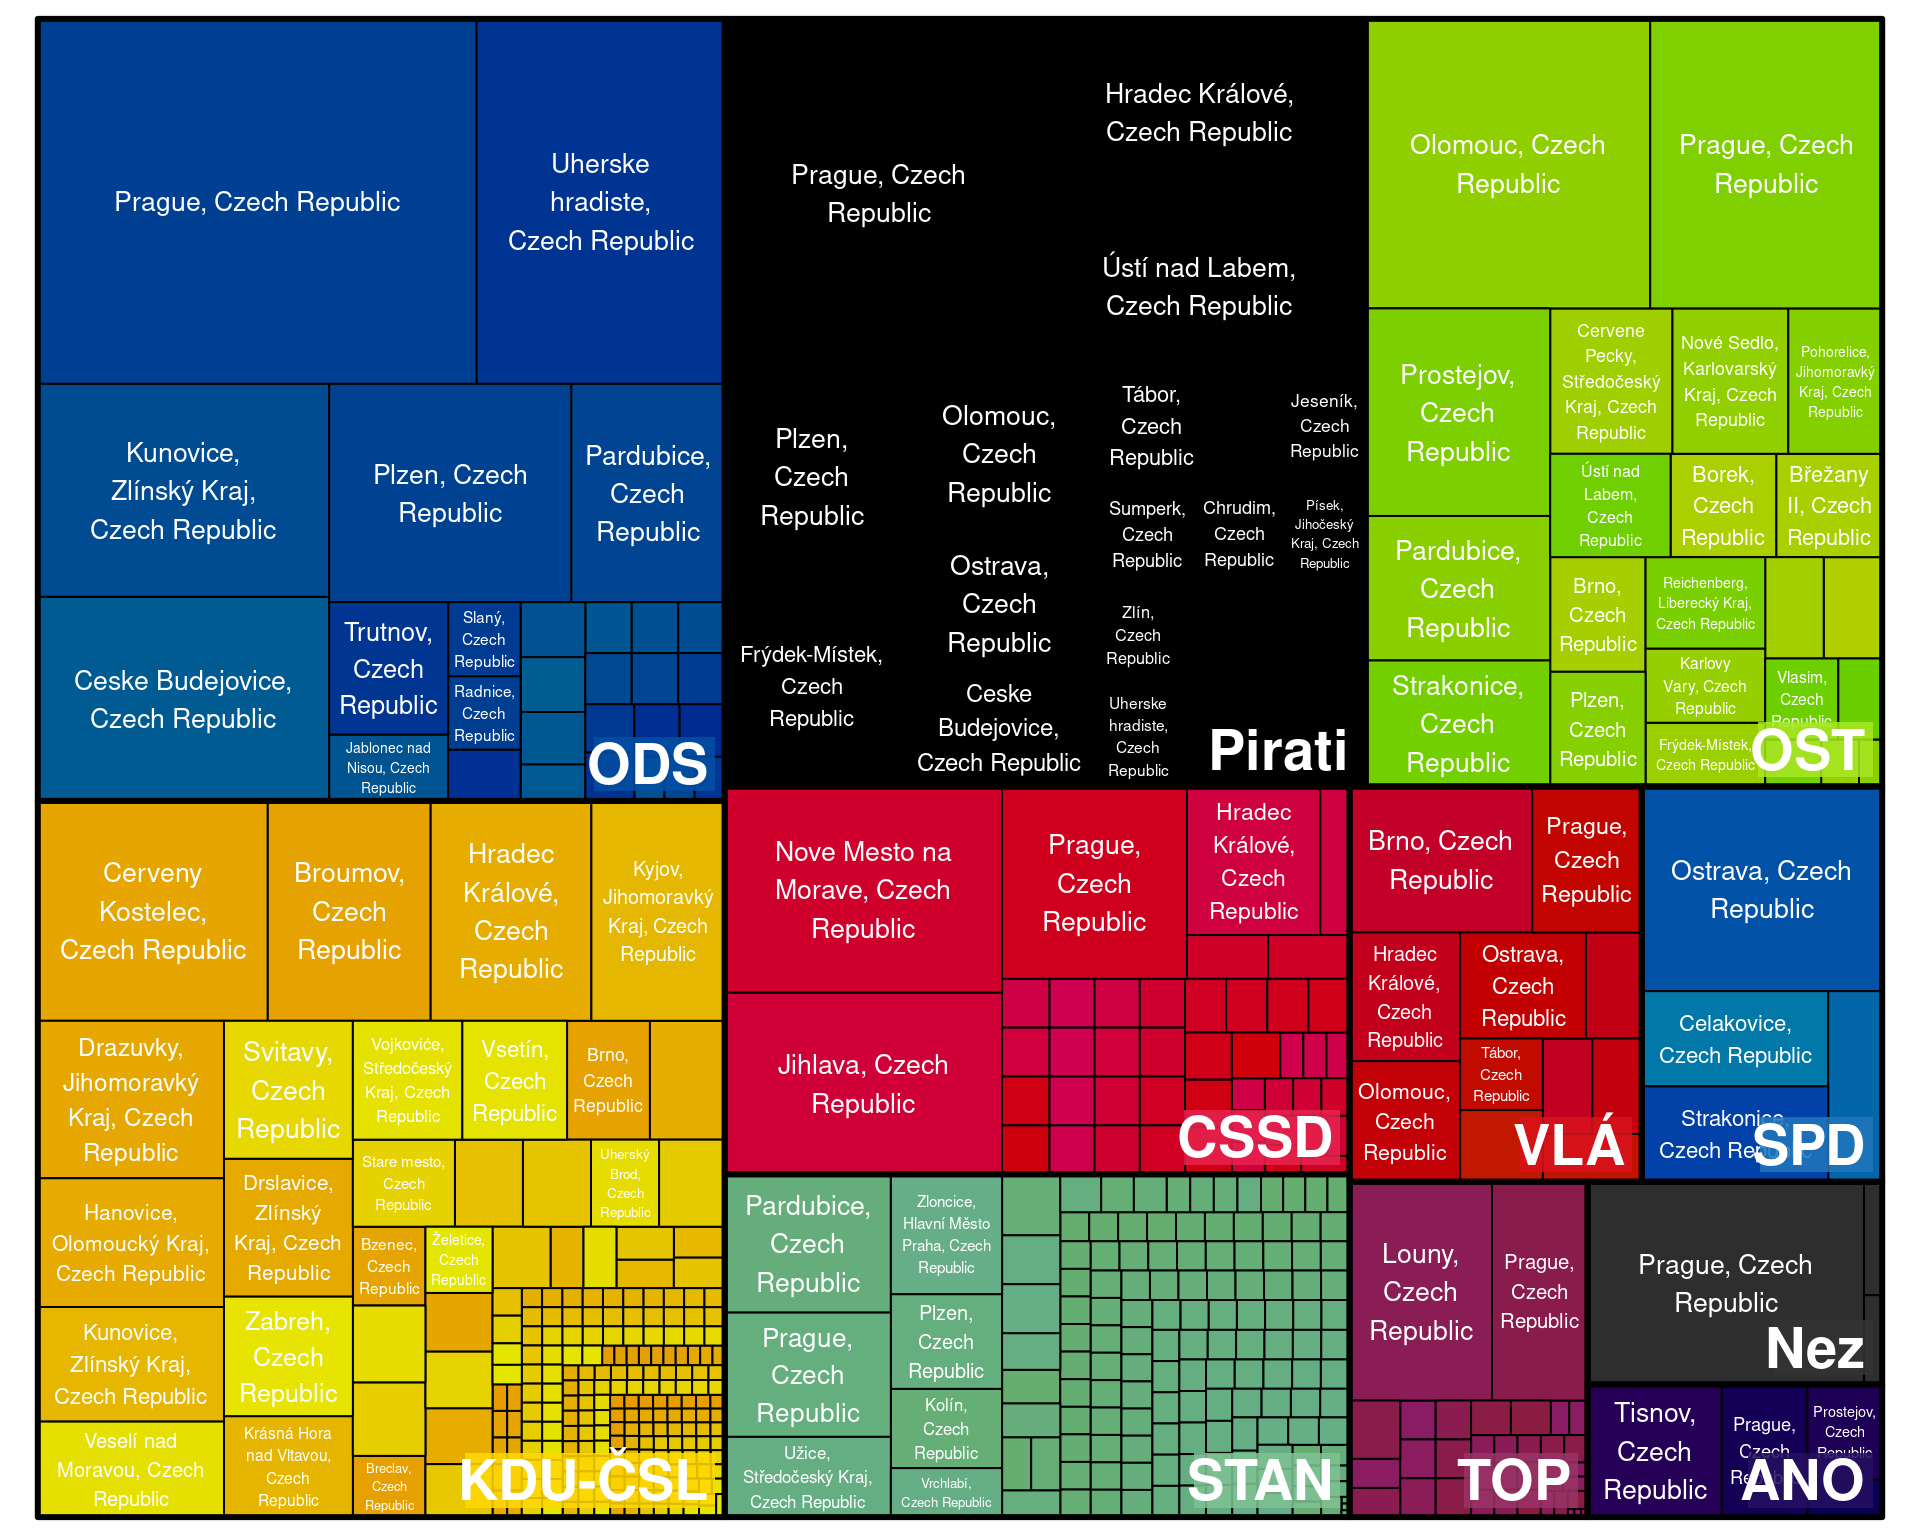 Prague, Czech Republic
Uherske
hradiste,
Czech Republic
Kunovice,
Zlínský Kraj,
Czech Republic
Plzen, Czech
Republic
Pardubice,
Czech
Republic
Ceske Budejovice,
Czech Republic
Trutnov,
Czech
Republic
Slaný,
Czech
Republic
Radnice,
Czech
Republic
Jablonec nad
Nisou, Czech
Republic
ODS
Prague, Czech
Republic
Hradec Králové,
Czech Republic
Ústí nad Labem,
Czech Republic
Plzen,
Czech
Republic
Olomouc,
Czech
Republic
Tábor,
Czech
Republic
Jeseník,
Czech
Republic
Sumperk,
Czech
Republic
Chrudim,
Czech
Republic
Písek,
Jihočeský
Kraj, Czech
Republic
Ostrava,
Czech
Republic
Zlín,
Czech
Republic
Frýdek-Místek,
Czech
Republic
Ceske
Budejovice,
Czech Republic
Uherske
hradiste,
Czech
Republic
Pirati
Olomouc, Czech
Republic
Prague, Czech
Republic
Prostejov,
Czech
Republic
Cervene
Pecky,
Středočeský
Kraj, Czech
Republic
Nové Sedlo,
Karlovarský
Kraj, Czech
Republic
Pohorelice,
Jihomoravký
Kraj, Czech
Republic
Ústí nad
Labem,
Czech
Republic
Borek,
Czech
Republic
Břežany
II, Czech
Republic
Pardubice,
Czech
Republic
Brno,
Czech
Republic
Reichenberg,
Liberecký Kraj,
Czech Republic
Karlovy
Vary, Czech
Republic
Strakonice,
Czech
Republic
Plzen,
Czech
Republic
Vlasim,
Czech
Republic
Frýdek-Místek,
Czech Republic
OST
Cerveny
Kostelec,
Czech Republic
Broumov,
Czech
Republic
Hradec
Králové,
Czech
Republic
Kyjov,
Jihomoravký
Kraj, Czech
Republic
Drazuvky,
Jihomoravký
Kraj, Czech
Republic
Svitavy,
Czech
Republic
Vojkoviće,
Středočeský
Kraj, Czech
Republic
Vsetín,
Czech
Republic
Brno,
Czech
Republic
Stare mesto,
Czech
Republic
Uherský
Brod,
Czech
Republic
Hanovice,
Olomoucký Kraj,
Czech Republic
Drslavice,
Zlínský
Kraj, Czech
Republic
Bzenec,
Czech
Republic
Želetice,
Czech
Republic
Kunovice,
Zlínský Kraj,
Czech Republic
Zabreh,
Czech
Republic
Veselí nad
Moravou, Czech
Republic
Krásná Hora
nad Vltavou,
Czech
Republic
Breclav,
Czech
Republic
KDU-ČSL
Nove Mesto na
Morave, Czech
Republic
Prague,
Czech
Republic
Hradec
Králové,
Czech
Republic
Jihlava, Czech
Republic
CSSD
Brno, Czech
Republic
Prague,
Czech
Republic
Hradec
Králové,
Czech
Republic
Ostrava,
Czech
Republic
Olomouc,
Czech
Republic
Tábor,
Czech
Republic
VLÁ
Ostrava, Czech
Republic
Celakovice,
Czech Republic
Strakonice,
Czech Republic
SPD
Pardubice,
Czech
Republic
Zloncice,
Hlavní Město
Praha, Czech
Republic
Prague,
Czech
Republic
Plzen,
Czech
Republic
Kolín,
Czech
Republic
Užice,
Středočeský Kraj,
Czech Republic
Vrchlabí,
Czech Republic
STAN
Louny,
Czech
Republic
Prague,
Czech
Republic
TOP
Prague, Czech
Republic
Nez
Tisnov,
Czech
Republic
Prague,
Czech
Republic
Prostejov,
Czech
Republic
ANO